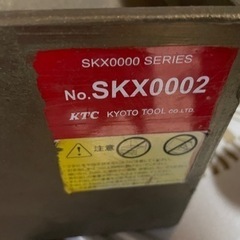 SKX0000 SERIES
No.SKX0002
KTC KYOTO TOOL CO.,LTD.
注意